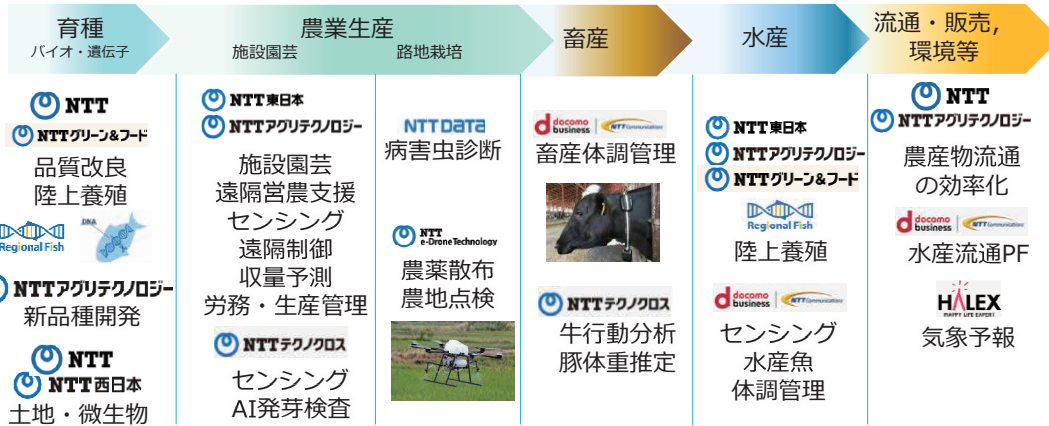 育種
バイオ・遺伝子
農業生産
施設園芸
路地栽培
畜産
水産
流通・販売,
環境等
NTT
NTTグリーン&フード
品質改良
陸上養殖
DNA
Regional Fish
NTTアグリテクノロジー
新品種開発
NTT
NTT西日本
土地・微生物
NTT東日本
NTTアグリテクノロジー
施設園芸
遠隔営農支援
センシング
遠隔制御
収量予測
労務・生産管理
NTTテクノクロス
センシング
AI発芽検査
NTT DATA
病害虫診断
NTT
e-Drone Technology
農薬散布
農地点検
docomo
business
NTT Communications
畜産体調管理
NTTテクノクロス
牛行動分析
豚体重推定
NTT東日本
NTTアグリテクノロジー
NTTグリーン&フード
Regional Fish
陸上養殖
docomo
business
NTT Communications
センシング
水産魚
体調管理
NTT
NTTアグリテクノロジー
農産物流通
の効率化
docomo
business
NTT Communications
水産流通PF
HALEX
HAPPY LIFE EXPERT
気象予報